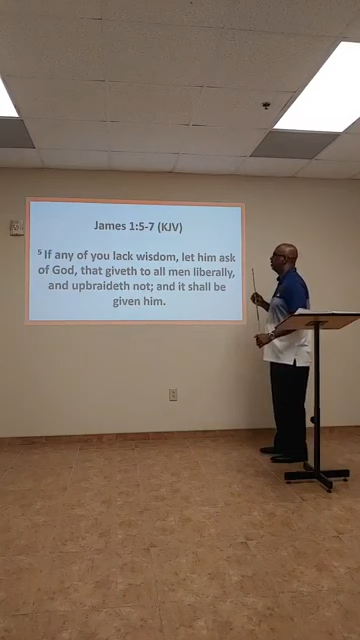 James 1:5-7 (KJV)
5 If any of you lack wisdom, let him ask
of God, that giveth to all men liberally,
and upbraideth not; and it shall be
given him.